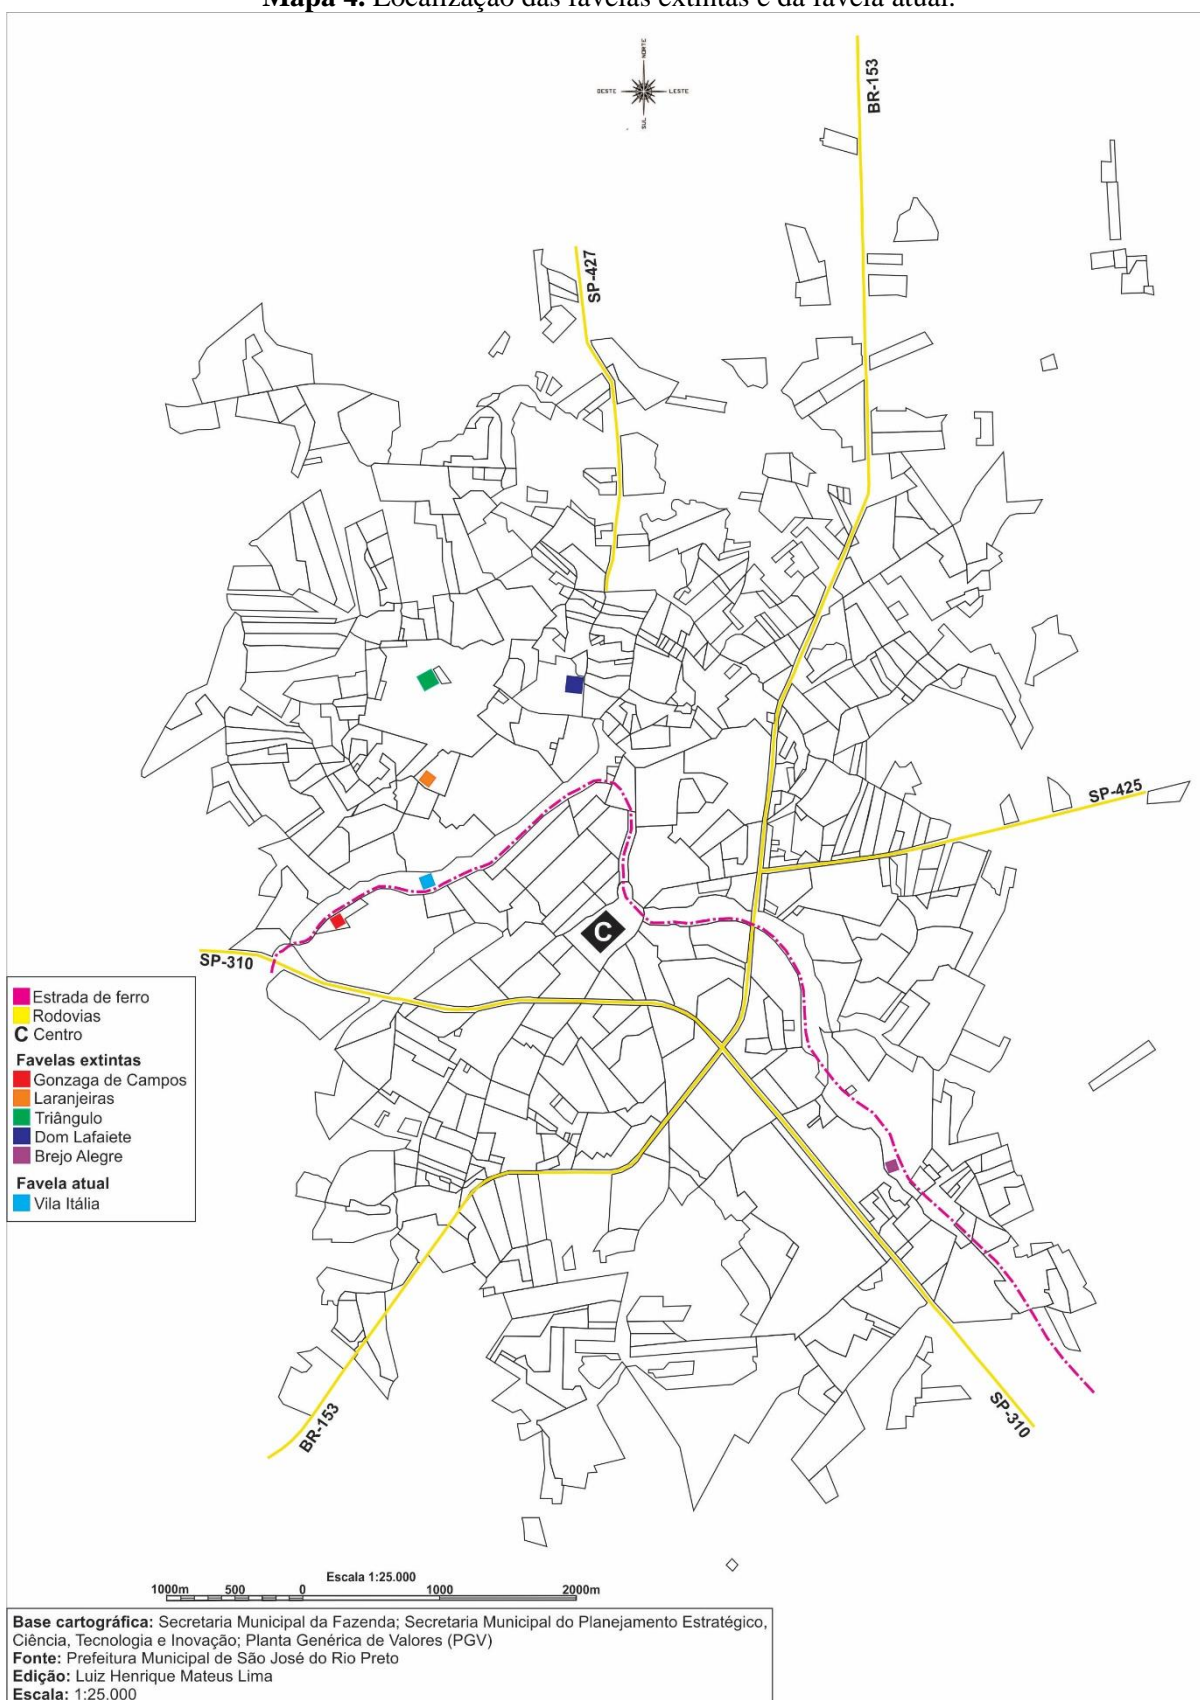 Mapa 4. Localização das favelas extintas e da favela atual.
NORTE
OESTE
LESTE
SUL
BR-153
SP-427
SP-425
C
SP-310
Estrada de ferro
Rodovias
C Centro
Favelas extintas
Gonzaga de Campos
Laranjeiras
Triângulo
Dom Lafaiete
Brejo Alegre
Favela atual
Vila Itália
SP-310
BR-153
Escala 1:25.000
1000m 500 0 1000 2000m
Base cartográfica: Secretaria Municipal da Fazenda; Secretaria Municipal do Planejamento Estratégico,
Ciência, Tecnologia e Inovação; Planta Genérica de Valores (PGV)
Fonte: Prefeitura Municipal de São José do Rio Preto
Edição: Luiz Henrique Mateus Lima
Escala: 1:25.000